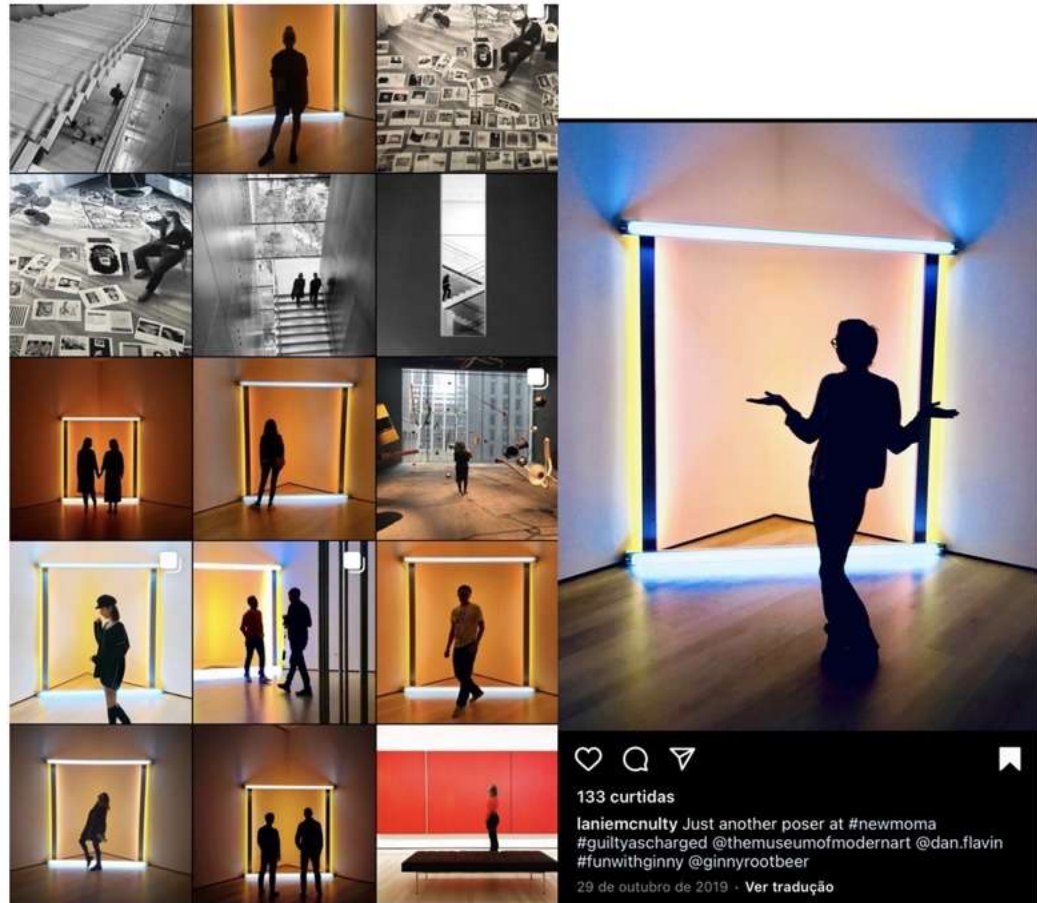 133 curtidas
laniemcnulty Just another poser at #newmoma
#guiltyascharged @themuseumofmodernart @dan.flavin
#funwithginny @ginnyrootbeer
29 de outubro de 2019 · Ver tradução